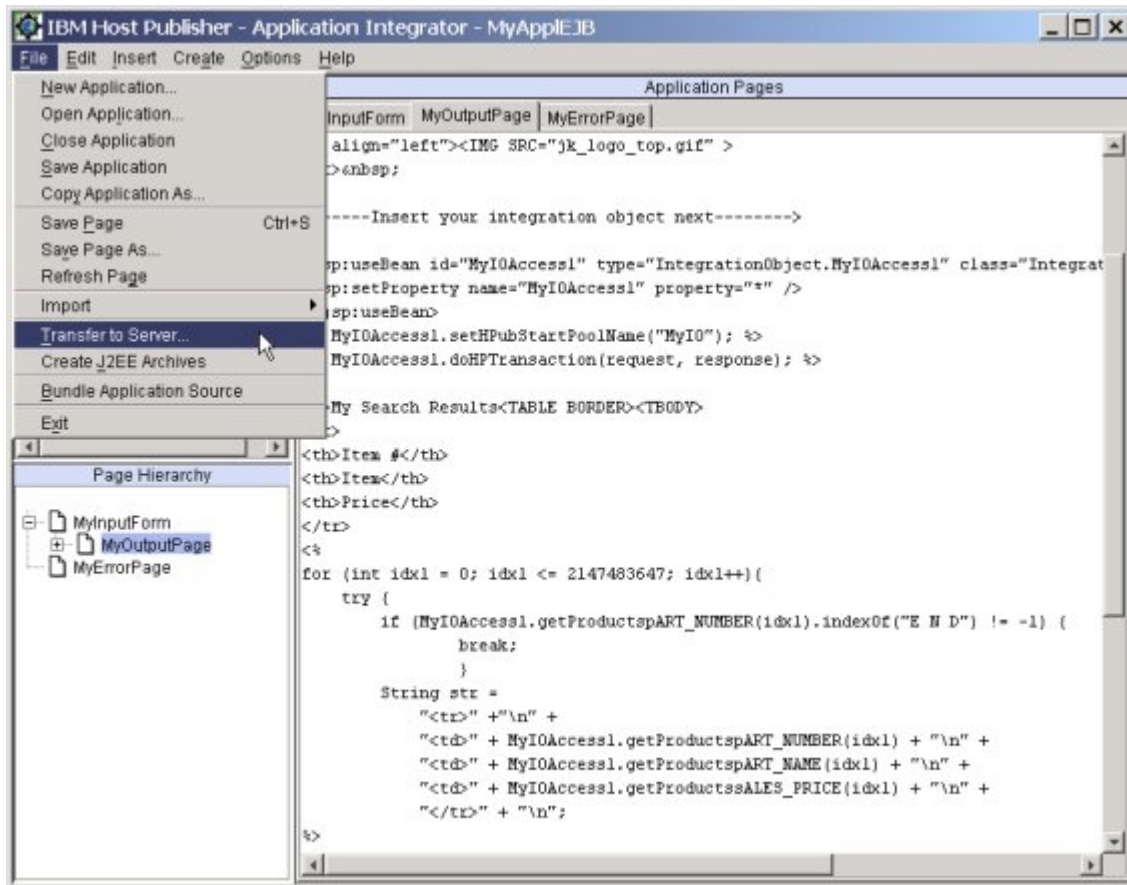 IBM Host Publisher - Application Integrator - MyApplEJB
File Edit Insert Create Options Help
New Application...
Open Application...
Close Application
Save Application
Copy Application As...
Save Page Ctrl+S
Save Page As...
Refresh Page
Import
Transfer to Server...
Create J2EE Archives
Bundle Application Source
Exit
Page Hierarchy
MyInputForm
MyOutputPage
MyErrorPage
Application Pages
InputForm MyOutputPage MyErrorPage
align="left"><IMG SRC="jk_logo_top.gif" >
>&nbsp;
-----Insert your integration object next-------->
sp:useBean id="MyIOAccess1" type="IntegrationObject.MyIOAccess1" class="Integrat
sp:setProperty name="MyIOAccess1" property="*" />
sp:useBean>
MyIOAccess1.setHPubStartPoolName("MyIO"); %>
MyIOAccess1.doHPTransaction(request, response); %>
>My Search Results<TABLE BORDER><TBODY>
>
<th>Item #</th>
<th>Item</th>
<th>Price</th>
</tr>
<%
for (int idx1 = 0; idx1 <= 2147483647; idx1++){
try {
if (MyIOAccess1.getProductspART_NUMBER(idx1).indexOf("E N D") != -1) {
break;
}
String str =
"<tr>" +"\n" +
"<td>" + MyIOAccess1.getProductspART_NUMBER(idx1) + "\n" +
"<td>" + MyIOAccess1.getProductspART_NAME(idx1) + "\n" +
"<td>" + MyIOAccess1.getProductssALES_PRICE(idx1) + "\n" +
"</tr>" + "\n";
%>